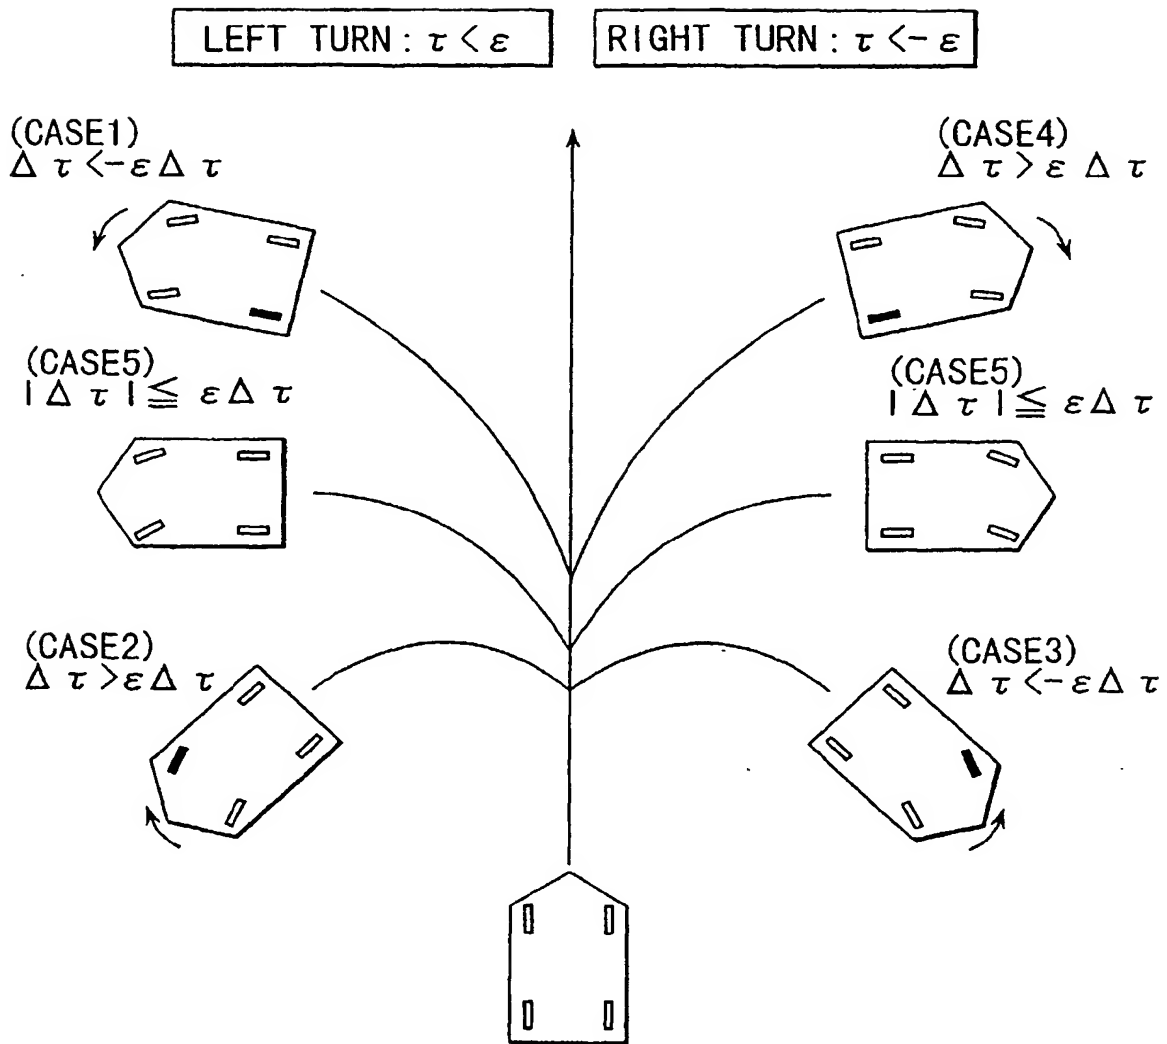 LEFT TURN: τ < ε
RIGHT TURN: τ <- ε
(CASE1)
Δ τ <- ε Δ τ
(CASE4)
Δ τ > ε Δ τ
(CASE5)
| Δ τ | ≦ ε Δ τ
(CASE5)
| Δ τ | ≦ ε Δ τ
(CASE2)
Δ τ > ε Δ τ
(CASE3)
Δ τ <- ε Δ τ